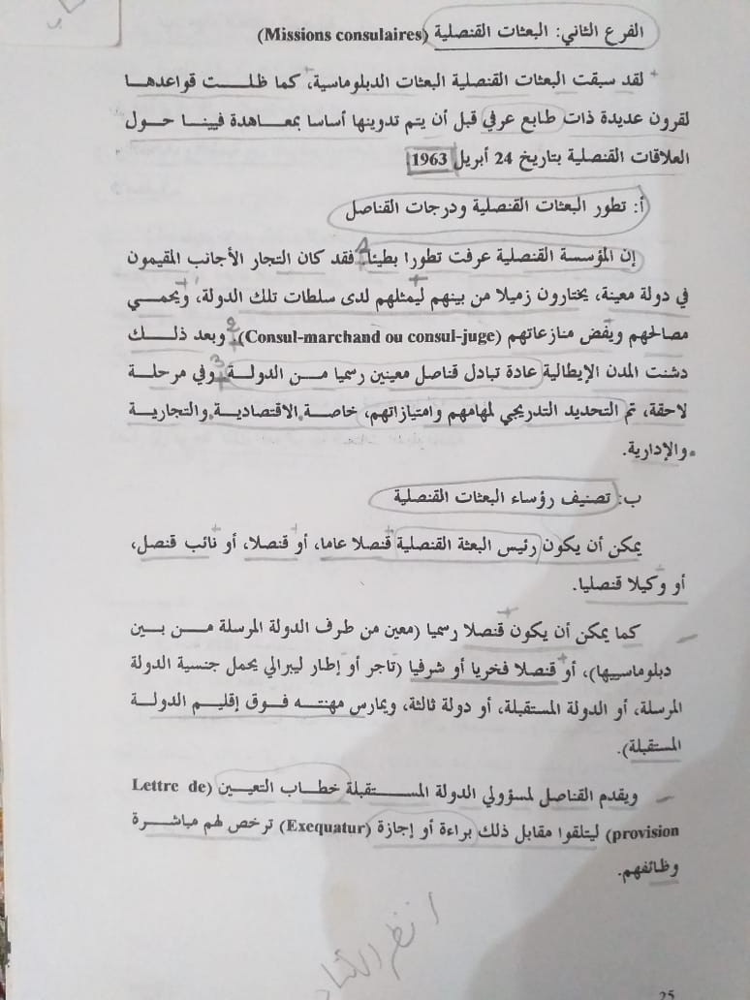 الفرع الثاني: البعثات القنصلية (Missions consulaires)
لقد سبقت البعثات القنصلية البعثات الدبلوماسية، كما ظلت قواعدها
لقرون عديدة ذات طابع عرفي قبل أن يتم تدوينها أساسا بمعاهدة فيينا حول
العلاقات القنصلية بتاريخ 24 أبريل 1963
أ: تطور البعثات القنصلية ودرجات القناصل
إن المؤسسة القنصلية عرفت تطورا بطيئا. فقد كان التجار الأجانب المقيمون
في دولة معينة، يختارون زميلا من بينهم ليمثلهم لدى سلطات تلك الدولة، ويحمي
مصالحهم ويفض منازعاتهم (Consul-marchand ou consul-juge). وبعد ذلك
دشنت المدن الإيطالية عادة تبادل قناصل معينين رسميا من الدولة. وفي مرحلة
لاحقة، تم التحديد التدريجي لمهامهم وامتيازاتهم، خاصة الاقتصادية والتجارية
والإدارية.
ب: تصنيف رؤساء البعثات القنصلية
يمكن أن يكون رئيس البعثة القنصلية قنصلا عاما، أو قنصلا، أو نائب قنصل،
أو وكيلا قنصليا.
كما يمكن أن يكون قنصلا رسميا (معين من طرف الدولة المرسلة من بين
دبلوماسييها)، أو قنصلا فخريا أو شرفيا (تاجر أو إطار ليبرالي يحمل جنسية الدولة
المرسلة، أو الدولة المستقبلة، أو دولة ثالثة، ويمارس مهنته فوق إقليم الدولة
المستقبلة).
ويقدم القناصل لمسؤولي الدولة المستقبلة خطاب التعيين (Lettre de
provision) ليتلقوا مقابل ذلك براءة أو إجازة (Exequatur) ترخص لهم مباشرة
وظائفهم.
انظر
25